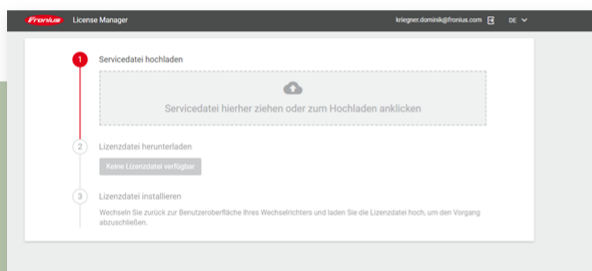 Fronius License Manager kriegner.dominik@fronius.com DE
1 Servicedatei hochladen
Servicedatei hierher ziehen oder zum Hochladen anklicken
2 Lizenzdatei herunterladen
Keine Lizenzdatei verfügbar
3 Lizenzdatei installieren
Wechseln Sie zurück zur Benutzeroberfläche Ihres Wechselrichters und laden Sie die Lizenzdatei hoch, um den Vorgang
abzuschließen.